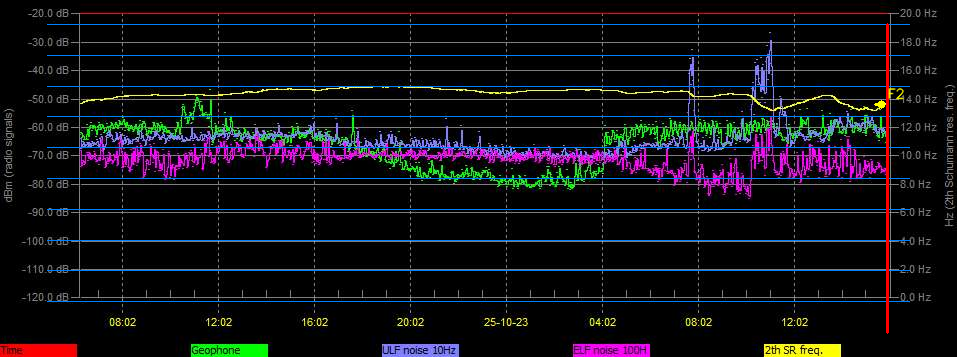 -20.0 dB 20.0 Hz
-30.0 dB 18.0 Hz
-40.0 dB 16.0 Hz
-50.0 dB F2 14.0 Hz
-60.0 dB 12.0 Hz
-70.0 dB 10.0 Hz
-80.0 dB 8.0 Hz
-90.0 dB 6.0 Hz
-100.0 dB 4.0 Hz
-110.0 dB 2.0 Hz
-120.0 dB 0.0 Hz
dBm (radio signals)
Hz (2th Schumann res. freq.)
08:02 12:02 16:02 20:02 25-10-23 04:02 08:02 12:02
Time Geophone ULF noise 10Hz ELF noise 100H 2th SR freq.